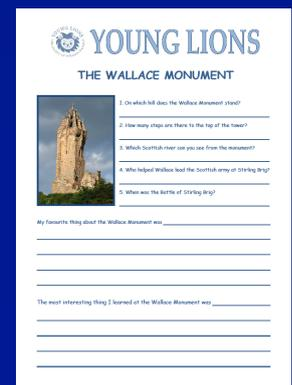 YOUNG LIONS
YOUNG LIONS
THE WALLACE MONUMENT
1. On which hill does the Wallace Monument stand?
2. How many steps are there to the top of the tower?
3. Which Scottish river can you see from the monument?
4. Who helped Wallace lead the Scottish army at Stirling Brig?
5. When was the Battle of Stirling Brig?
My favourite thing about the Wallace Monument was
The most interesting thing I learned at the Wallace Monument was